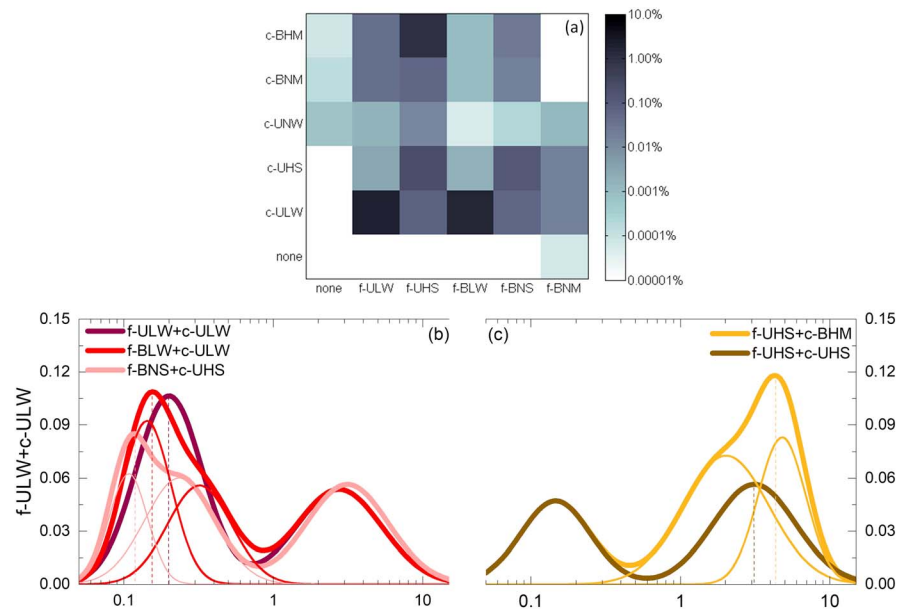 (a)
c-BHM
c-BNM
c-UNW
c-UHS
c-ULW
none
none f-ULW f-UHS f-BLW f-BNS f-BNM
10.0%
1.00%
0.10%
0.01%
0.001%
0.0001%
0.00001%
f-ULW+c-ULW
0.15
0.12
0.09
0.06
0.03
0.00
f-ULW+c-ULW
f-BLW+c-ULW
f-BNS+c-UHS
(b)
0.1 1 10
(c)
f-UHS+c-BHM
f-UHS+c-UHS
0.15
0.12
0.09
0.06
0.03
0.00
0.1 1 10